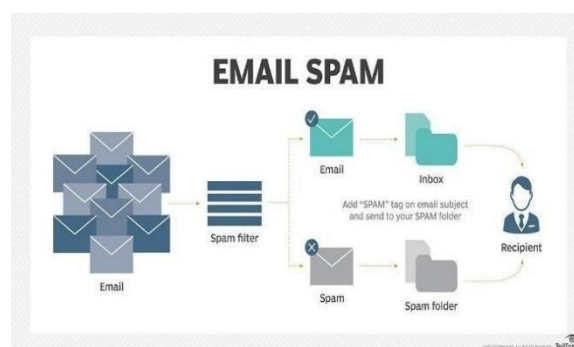 EMAIL SPAM
Email
Spam filter
Email
Inbox
Add "SPAM" tag on email subject
and send to your SPAM folder
Spam
Spam folder
Recipient